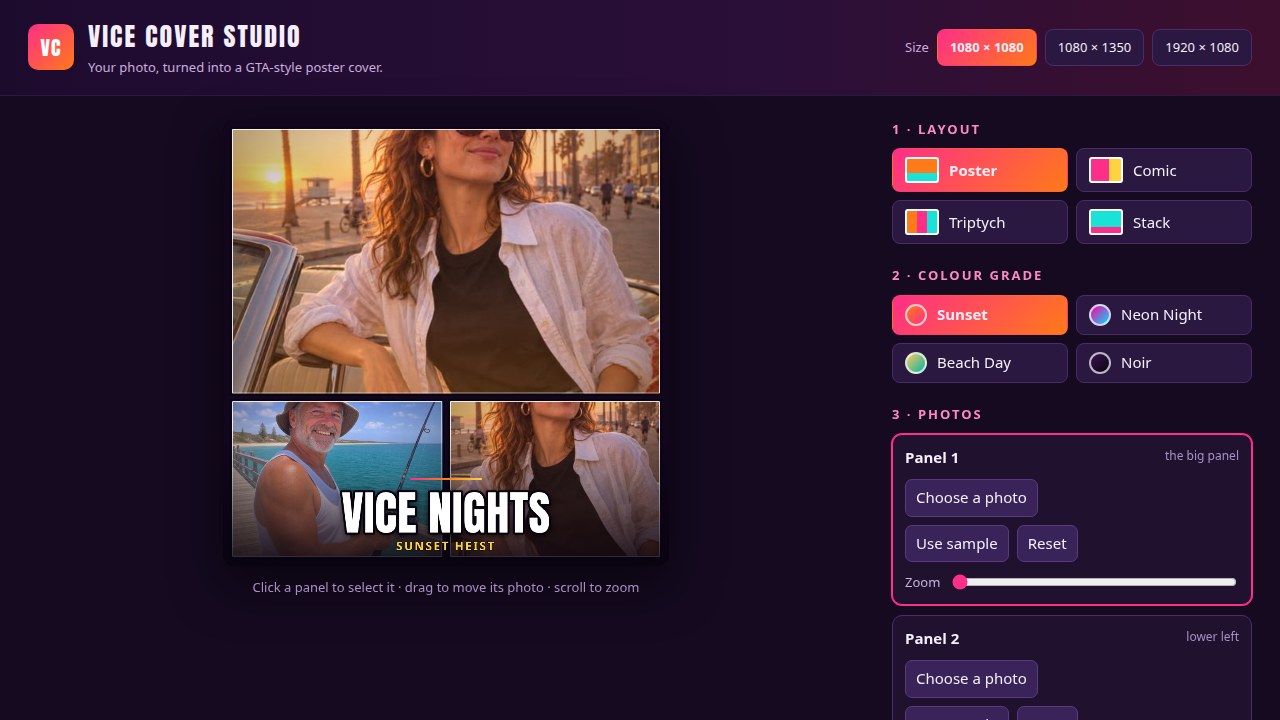 VC
VICE COVER STUDIO
Your photo, turned into a GTA-style poster cover.
Size
1080 × 1080
1080 × 1350
1920 × 1080
VICE NIGHTS
SUNSET HEIST
Click a panel to select it · drag to move its photo · scroll to zoom
1 · LAYOUT
Poster
Comic
Triptych
Stack
2 · COLOUR GRADE
Sunset
Neon Night
Beach Day
Noir
3 · PHOTOS
Panel 1
the big panel
Choose a photo
Use sample
Reset
Zoom
Panel 2
lower left
Choose a photo